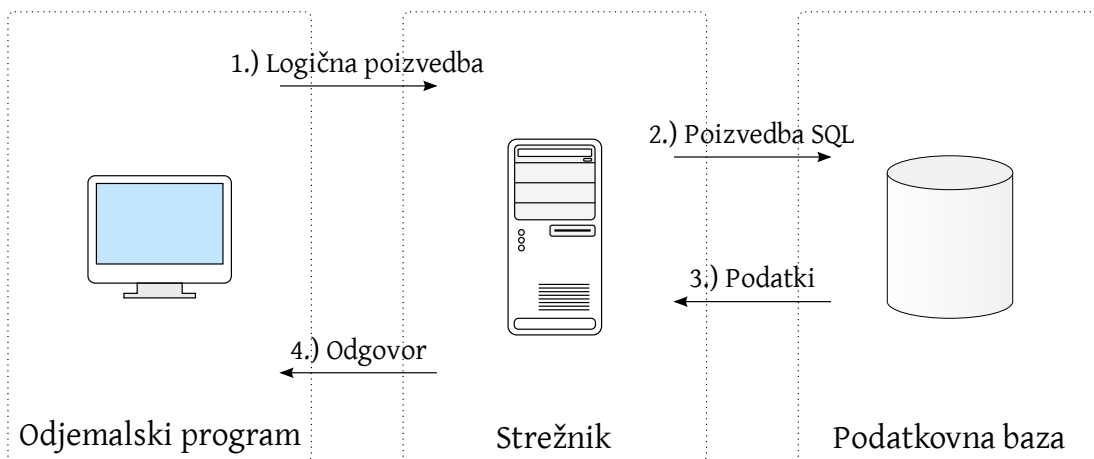 1.) Logična poizvedba
2.) Poizvedba SQL
3.) Podatki
4.) Odgovor
Odjemalski program
Strežnik
Podatkovna baza